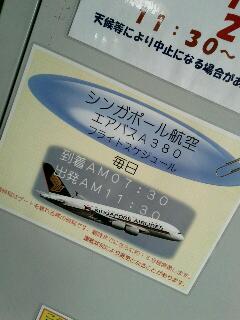 11:30〜
天候等により中止になる場合があ
シンガポール航空
エアバスA380
フライトスケジュール
毎日
到着AM07:30
出発AM11:30
SINGAPORE AIRLINES